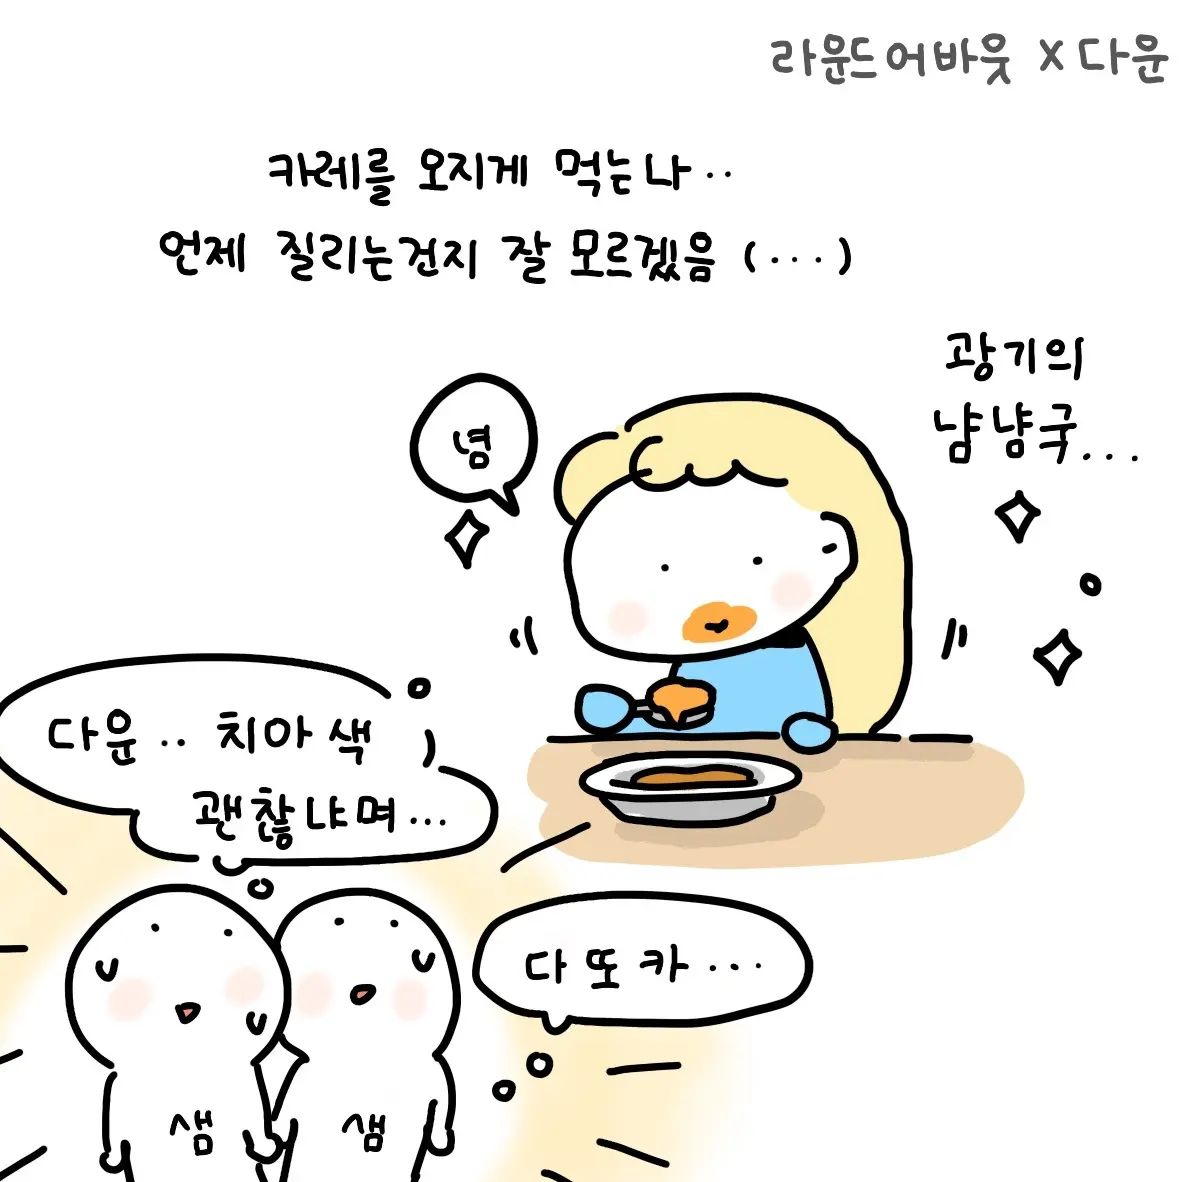 라운드어바웃 X 다운
카레를 오지게 먹는 나..
언제 질리는건지 잘 모르겠음 (...)
광기의
냠냠국...
념
다운.. 치아색
괜찮냐며...
다 또 카...
샘
샘